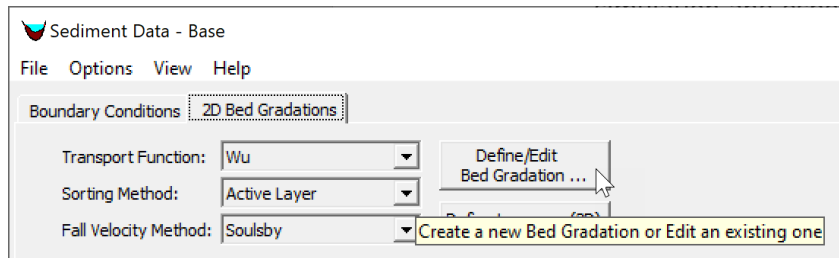 Sediment Data - Base
File Options View Help
Boundary Conditions 2D Bed Gradations
Transport Function: Wu
Define/Edit
Bed Gradation ...
Sorting Method: Active Layer
Fall Velocity Method: Soulsby
Create a new Bed Gradation or Edit an existing one